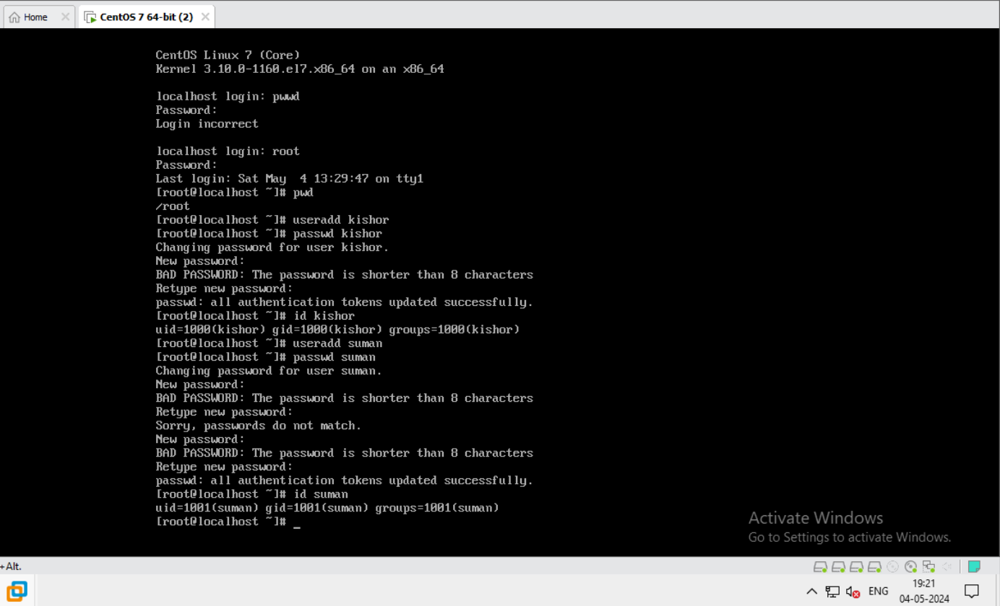 Home
CentOS 7 64-bit (2)
CentOS Linux 7 (Core)
Kernel 3.10.0-1160.el7.x86_64 on an x86_64
localhost login: pwwd
Password:
Login incorrect
localhost login: root
Password:
Last login: Sat May  4 13:29:47 on tty1
[root@localhost ~]# pwd
/root
[root@localhost ~]# useradd kishor
[root@localhost ~]# passwd kishor
Changing password for user kishor.
New password:
BAD PASSWORD: The password is shorter than 8 characters
Retype new password:
passwd: all authentication tokens updated successfully.
[root@localhost ~]# id kishor
uid=1000(kishor) gid=1000(kishor) groups=1000(kishor)
[root@localhost ~]# useradd suman
[root@localhost ~]# passwd suman
Changing password for user suman.
New password:
BAD PASSWORD: The password is shorter than 8 characters
Retype new password:
Sorry, passwords do not match.
New password:
BAD PASSWORD: The password is shorter than 8 characters
Retype new password:
passwd: all authentication tokens updated successfully.
[root@localhost ~]# id suman
uid=1001(suman) gid=1001(suman) groups=1001(suman)
[root@localhost ~]# _
Activate Windows
Go to Settings to activate Windows.
+Alt.
ENG
19:21
04-05-2024